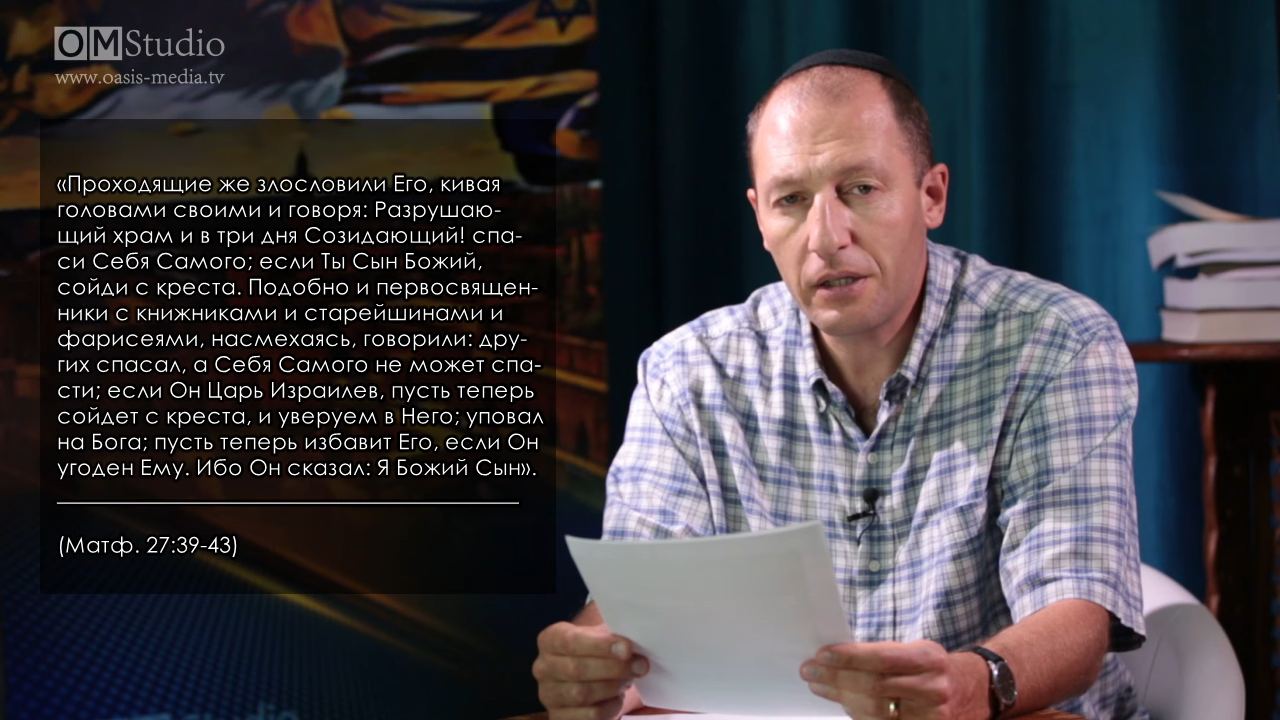 OMStudio
www.oasis-media.tv
«Проходящие же злословили Его, кивая
головами своими и говоря: Разрушаю-
щий храм и в три дня Созидающий! спа-
си Себя Самого; если Ты Сын Божий,
сойди с креста. Подобно и первосвящен-
ники с книжниками и старейшинами и
фарисеями, насмехаясь, говорили: дру-
гих спасал, а Себя Самого не может спа-
сти; если Он Царь Израилев, пусть теперь
сойдет с креста, и уверуем в Него; уповал
на Бога; пусть теперь избавит Его, если Он
угоден Ему. Ибо Он сказал: Я Божий Сын».
(Матф. 27:39-43)